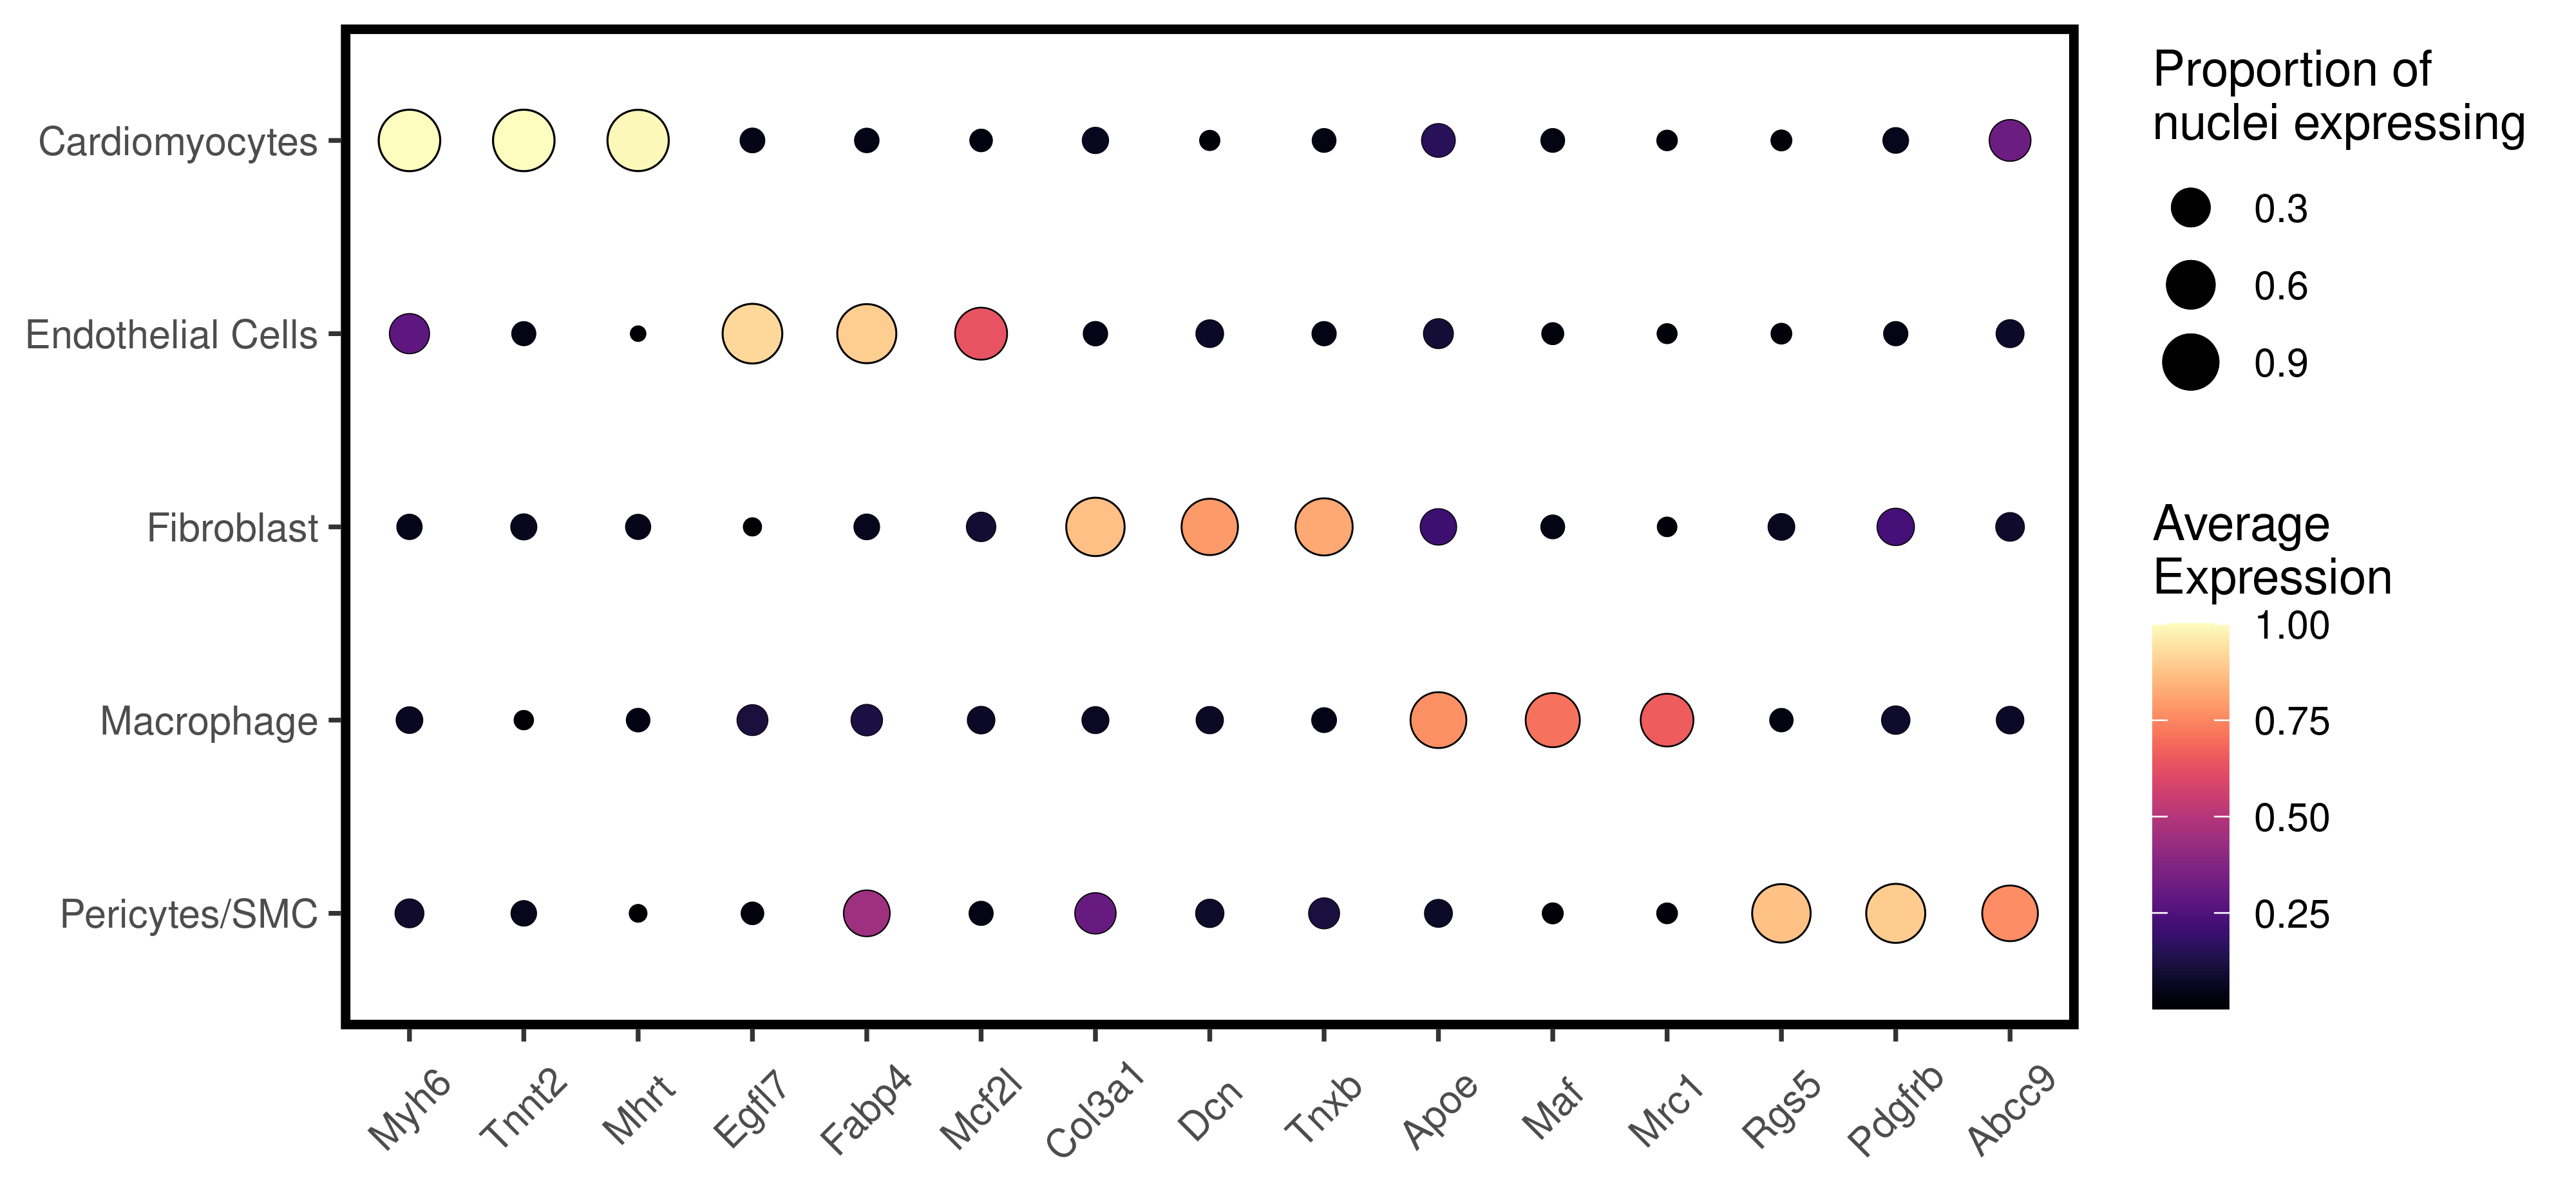 Cardiomyocytes
Endothelial Cells
Fibroblast
Macrophage
Pericytes/SMC
Myh6
Tnnt2
Mhrt
Egfl7
Fabp4
Mcf2l
Col3a1
Dcn
Tnxb
Apoe
Maf
Mrc1
Rgs5
Pdgfrb
Abcc9
Proportion of
nuclei expressing
0.3
0.6
0.9
Average
Expression
1.00
0.75
0.50
0.25